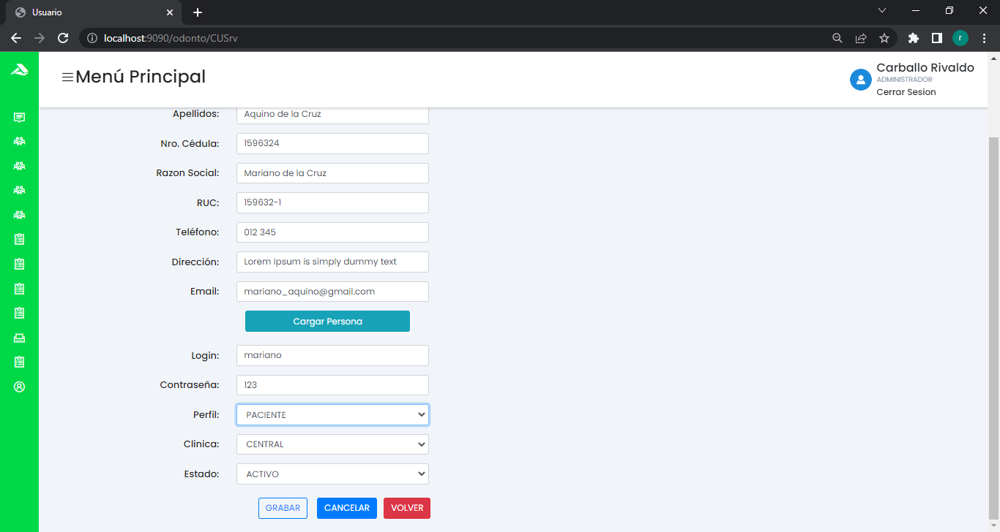 Usuario
localhost:9090/odonto/CUSrv
r
Menú Principal
Carballo Rivaldo
ADMINISTRADOR
Cerrar Sesion
Apellidos: Aquino de la Cruz
Nro. Cédula: 1596324
Razon Social: Mariano de la Cruz
RUC: 159632-1
Teléfono: 012 345
Dirección: Lorem Ipsum is simply dummy text
Email: mariano_aquino@gmail.com
Cargar Persona
Login: mariano
Contraseña: 123
Perfil: PACIENTE
Clinica: CENTRAL
Estado: ACTIVO
GRABAR CANCELAR VOLVER